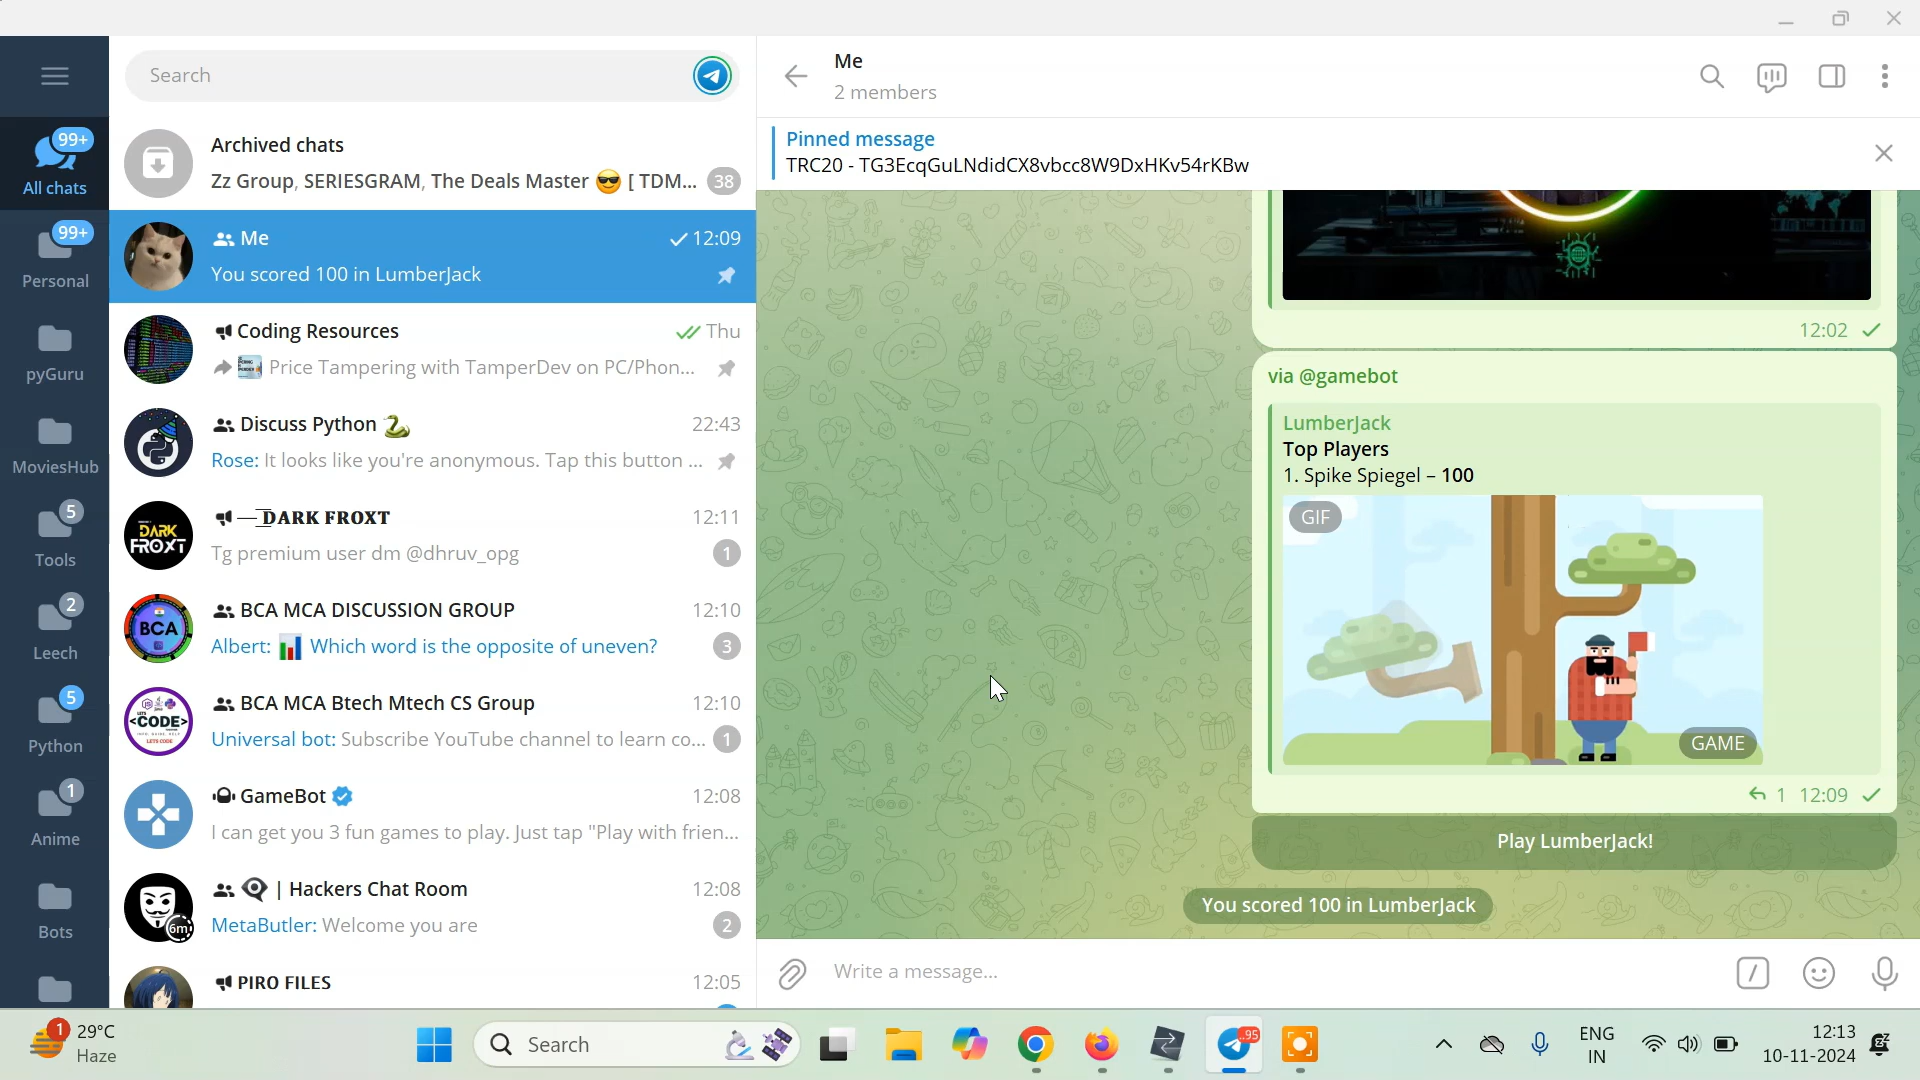 Search
99+
All chats
99+
Personal
pyGuru
MoviesHub
5
Tools
2
Leech
5
Python
1
Anime
Bots
Archived chats
Zz Group, SERIESGRAM, The Deals Master 😎 [ TDM... 38
Me 12:09
You scored 100 in LumberJack
Coding Resources Thu
Price Tampering with TamperDev on PC/Phon...
Discuss Python 🐍 22:43
Rose: It looks like you're anonymous. Tap this button ...
DARK FROXT
— 𝐃ARK FROXT 12:11
Tg premium user dm @dhruv_opg 1
BCA
BCA MCA DISCUSSION GROUP 12:10
Albert: 📊 Which word is the opposite of uneven? 3
<CODE>
LETS CODE
BCA MCA Btech Mtech CS Group 12:10
Universal bot: Subscribe YouTube channel to learn co... 1
GameBot 12:08
I can get you 3 fun games to play. Just tap "Play with frien...
6m
👁‍🗨 | Hackers Chat Room 12:08
MetaButler: Welcome you are 2
PIRO FILES 12:05
Me
2 members
Pinned message
TRC20 - TG3EcqGuLNdidCX8vbcc8W9DxHKv54rKBw
12:02
via @gamebot
LumberJack
Top Players
1. Spike Spiegel – 100
GIF
GAME
1 12:09
Play LumberJack!
You scored 100 in LumberJack
Write a message...
1
29°C
Haze
Search
..95
ENG
IN
12:13
10-11-2024